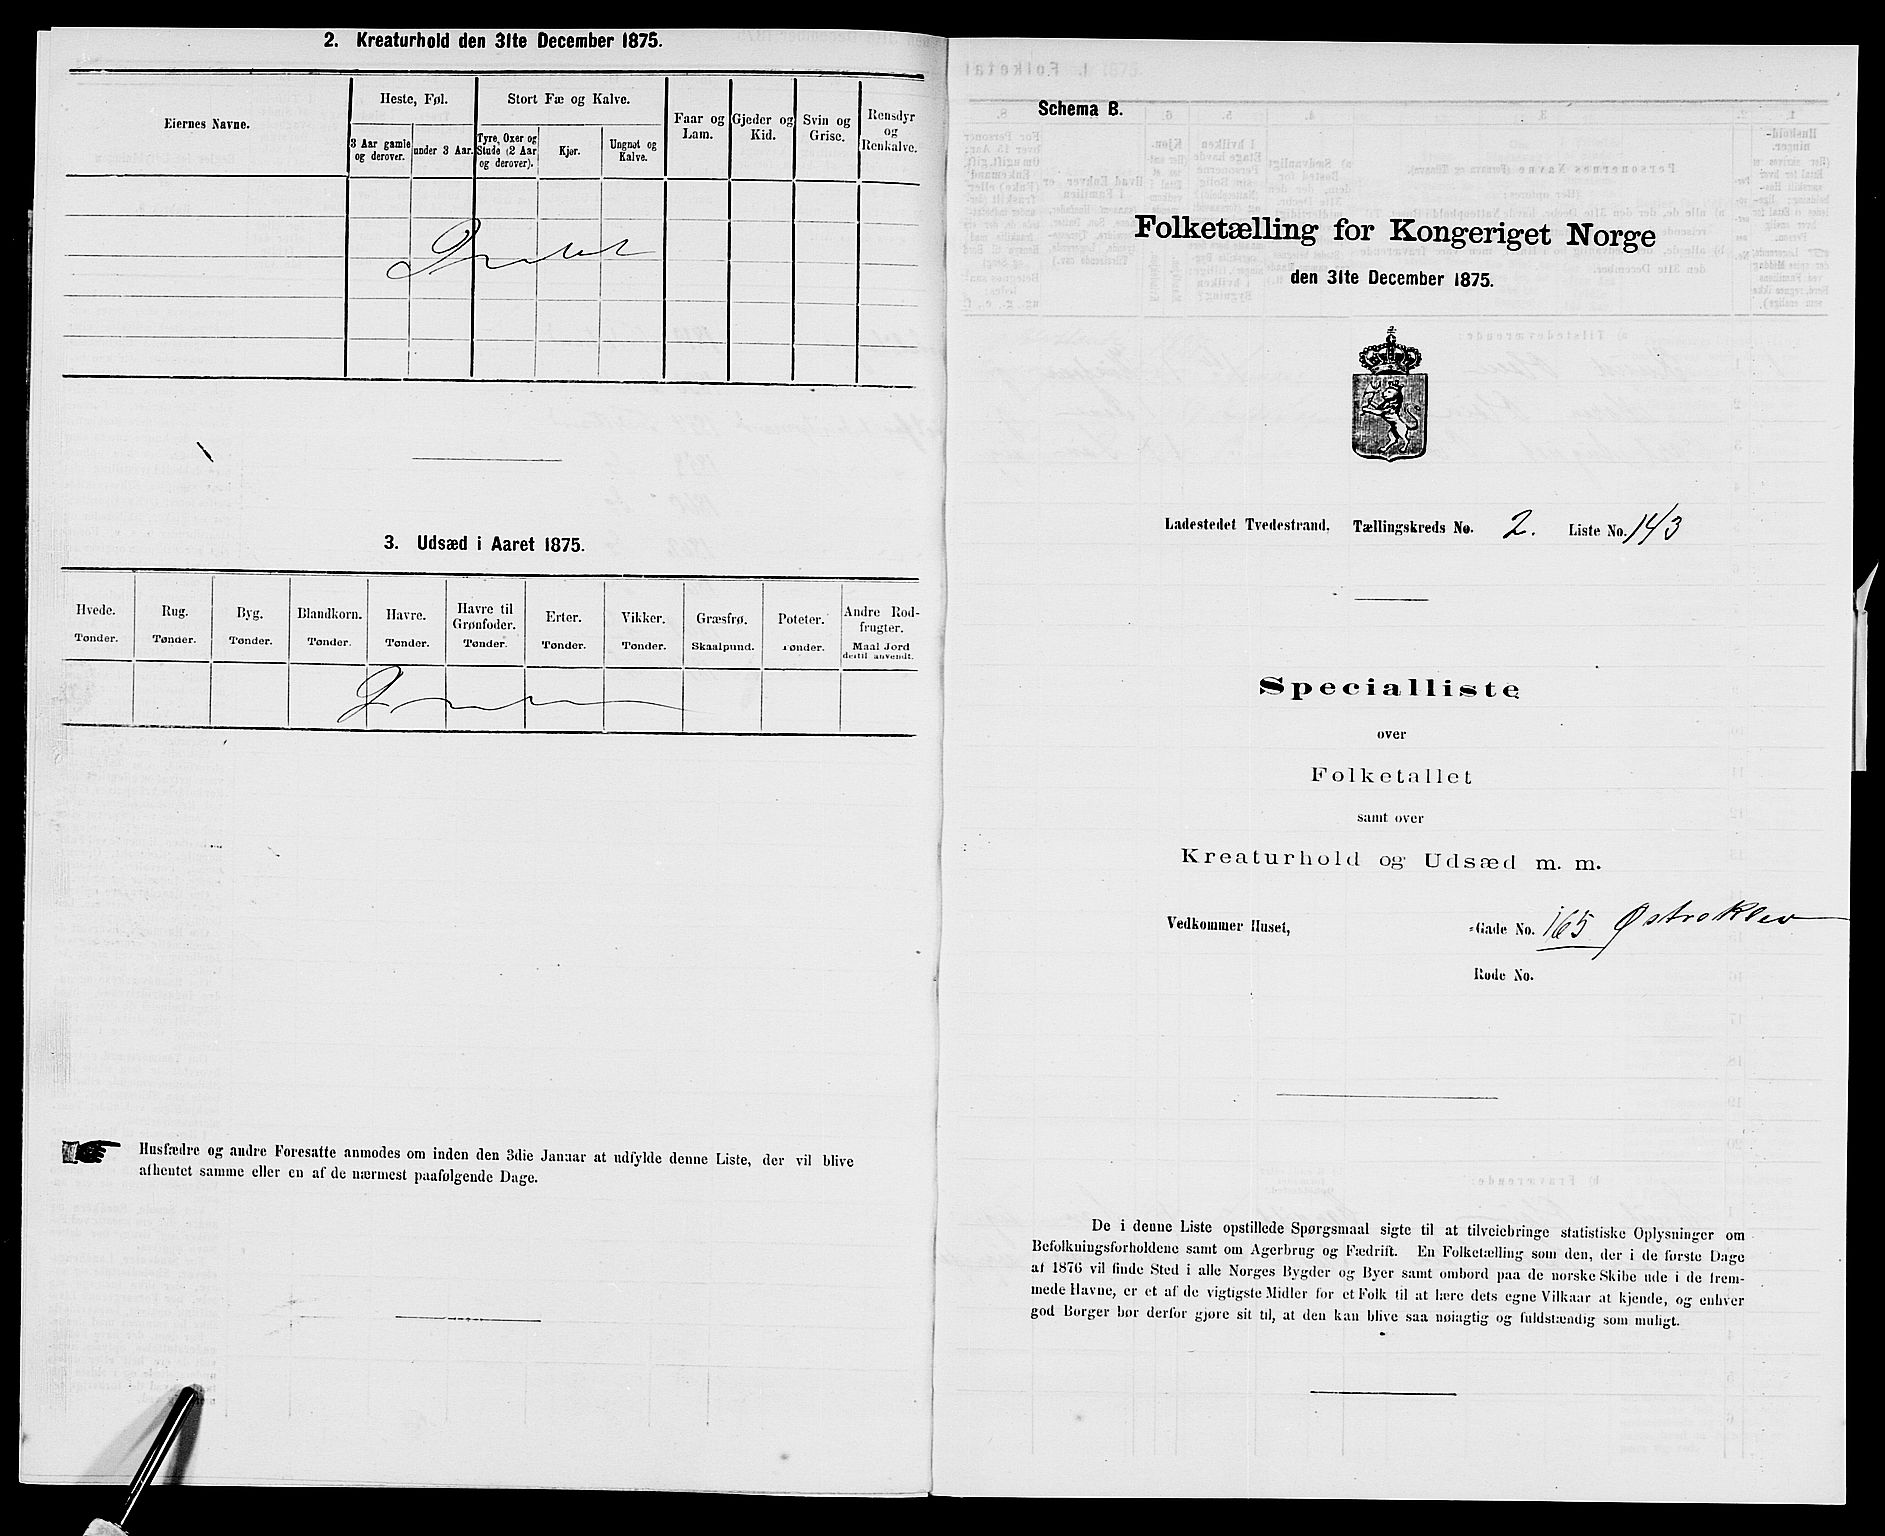 2. Kreaturhold den 31te December 1875.
Eiernes Navne.
Heste, Føl.
3 Aar gamle og derover.
under 3 Aar.
Stort Fæ og Kalve.
Tyre, Oxer og Stude (2 Aar og derover).
Kjør.
Ungnøt og Kalve.
Faar og Lam.
Gjeder og Kid.
Svin og Grise.
Rensdyr og Renkalve.
3. Udsæd i Aaret 1875.
Hvede. Tønder.
Rug. Tønder.
Byg. Tønder.
Blandkorn. Tønder.
Havre. Tønder.
Havre til Grønfoder. Tønder.
Erter. Tønder.
Vikker. Tønder.
Græsfrø. Skaalpund.
Poteter. Tønder.
Andre Rodfrugter. Maal Jord dertil anvendt.
Husfædre og andre Foresatte anmodes om inden den 3die Januar at udfylde denne Liste, der vil blive
afhentet samme eller en af de nærmest paafølgende Dage.
Schema B.
Folketælling for Kongeriget Norge
den 31te December 1875.
Ladestedet Tvedestrand. Tællingskreds No. 2. Liste No. 143
Specialliste
over
Folketallet
samt over
Kreaturhold og Udsæd m. m.
Vedkommer Huset, -Gade No. 165 Østreklev
Rode No.
De i denne Liste opstillede Spørgsmaal sigte til at tilveiebringe statistiske Oplysninger om
Befolkningsforholdene samt om Agerbrug og Fædrift. En Folketælling som den, der i de første Dage
af 1876 vil finde Sted i alle Norges Bygder og Byer samt ombord paa de norske Skibe ude i de frem-
mede Havne, er et af de vigtigste Midler for et Folk til at lære dets egne Vilkaar at kjende, og enhver
god Borger bør derfor gjøre sit til, at den kan blive saa nøiagtig og fuldstændig som muligt.